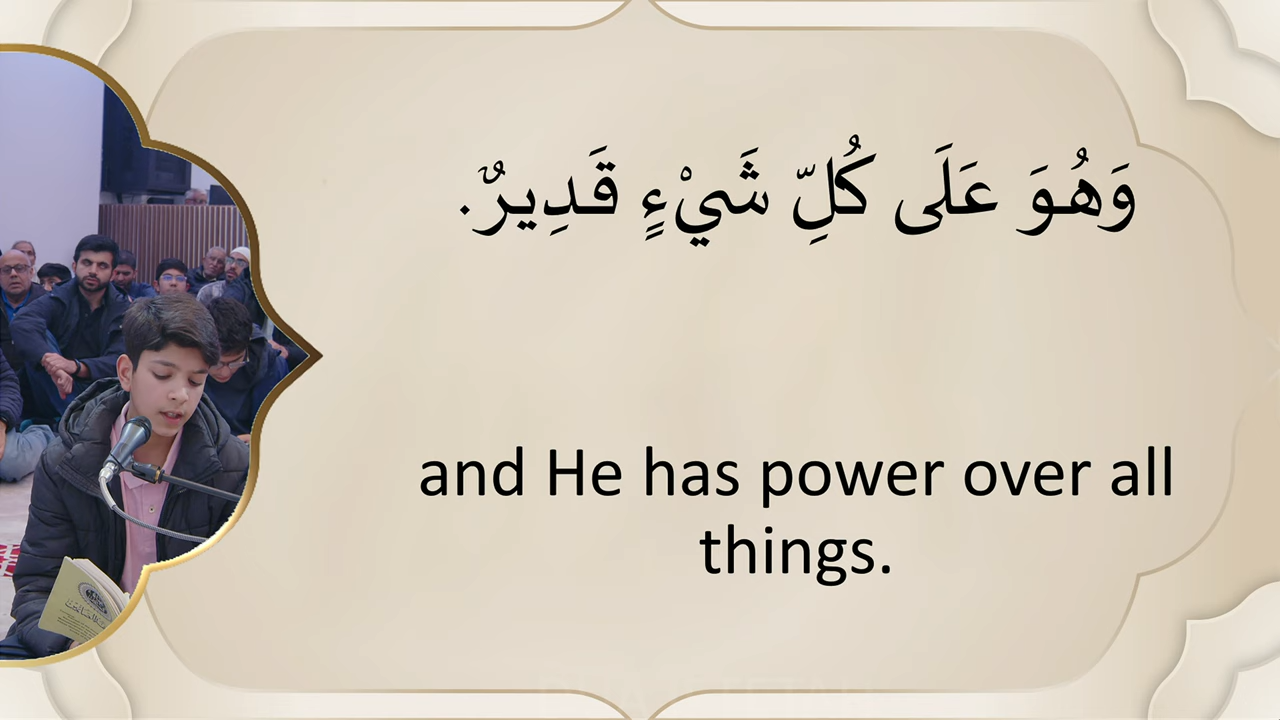 وَهُوَ عَلَى كُلِّ شَيْءٍ قَدِيرٌ.
and He has power over all
things.